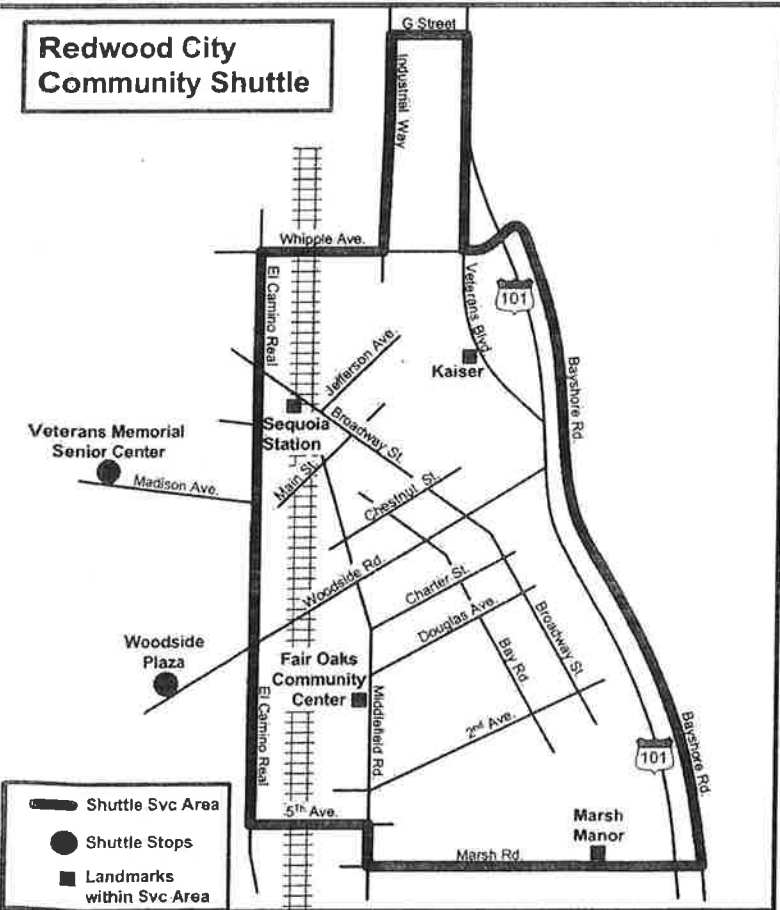 Redwood City
Community Shuttle
G Street
Industrial Way
Whipple Ave.
El Camino Real
Veterans Blvd.
101
Jefferson Ave.
Kaiser
Bayshore Rd.
Sequoia
Station
Broadway St.
Veterans Memorial
Senior Center
Madison Ave.
Main St.
Chestnut St.
Woodside Rd.
Charter St.
Douglas Ave.
Broadway St.
Bay Rd.
Woodside
Plaza
Fair Oaks
Community
Center
El Camino Real
Middlefield Rd.
2nd Ave.
101
Bayshore Rd.
5th Ave.
Marsh
Manor
Marsh Rd.
Shuttle Svc Area
Shuttle Stops
Landmarks
within Svc Area